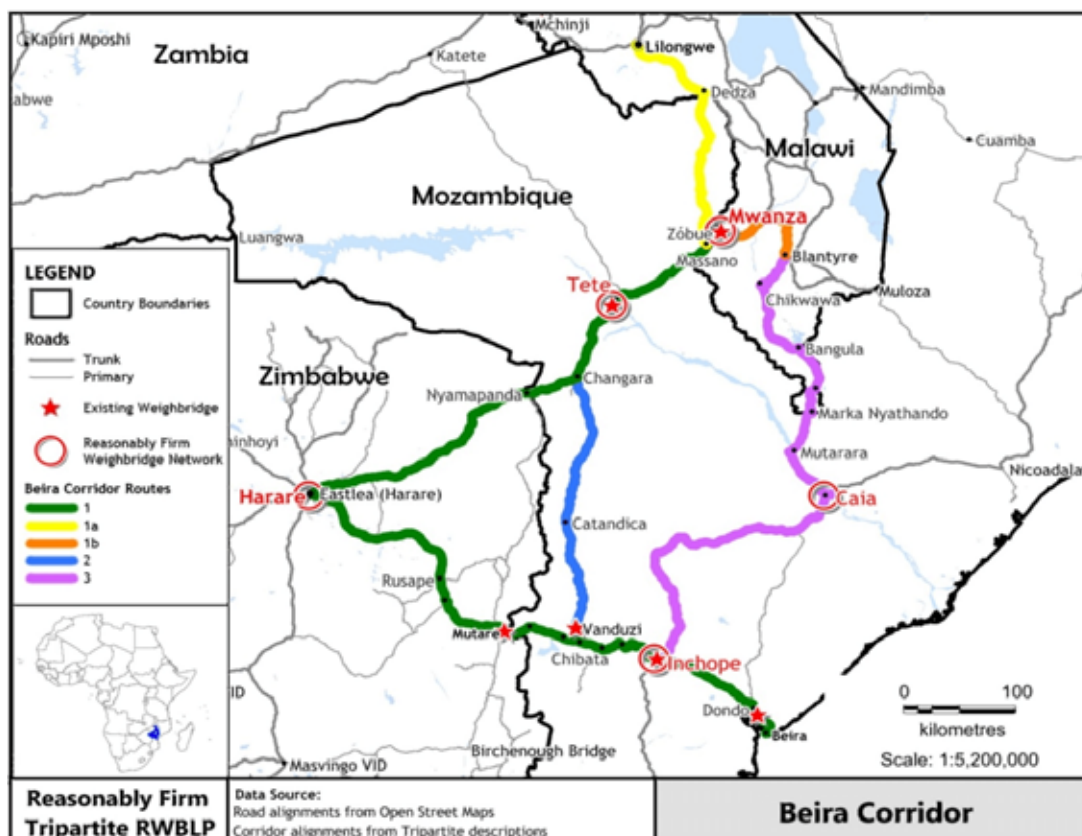 Mchinji
Kapiri Mposhi
Zambia
Katete
Lilongwe
abwe
Dedza
Mandimba
Cuamba
Malawi
Mozambique
Mwanza
Zóbue
Luangwa
Massano
Blantyre
LEGEND
Country Boundaries
Roads
Trunk
Primary
Existing Weighbridge
Reasonably Firm
Weighbridge Network
Beira Corridor Routes
1
1a
1b
2
3
Tete
Chikwawa
Muloza
Bangula
Zimbabwe
Changara
Nyamapanda
Marka Nyathando
inhoyi
Mutarara
Nicoadala
Harare
Eastlea (Harare)
Caia
Catandica
Rusape
Mutare
Vanduzi
Chibata
Inchope
Dondo
Beira
0 100
kilometres
Scale: 1:5,200,000
VID
Birchenough Bridge
Masvingo VID
Reasonably Firm
Tripartite RWBLP
Data Source:
Road alignments from Open Street Maps
Corridor alignments from Tripartite descriptions
Beira Corridor